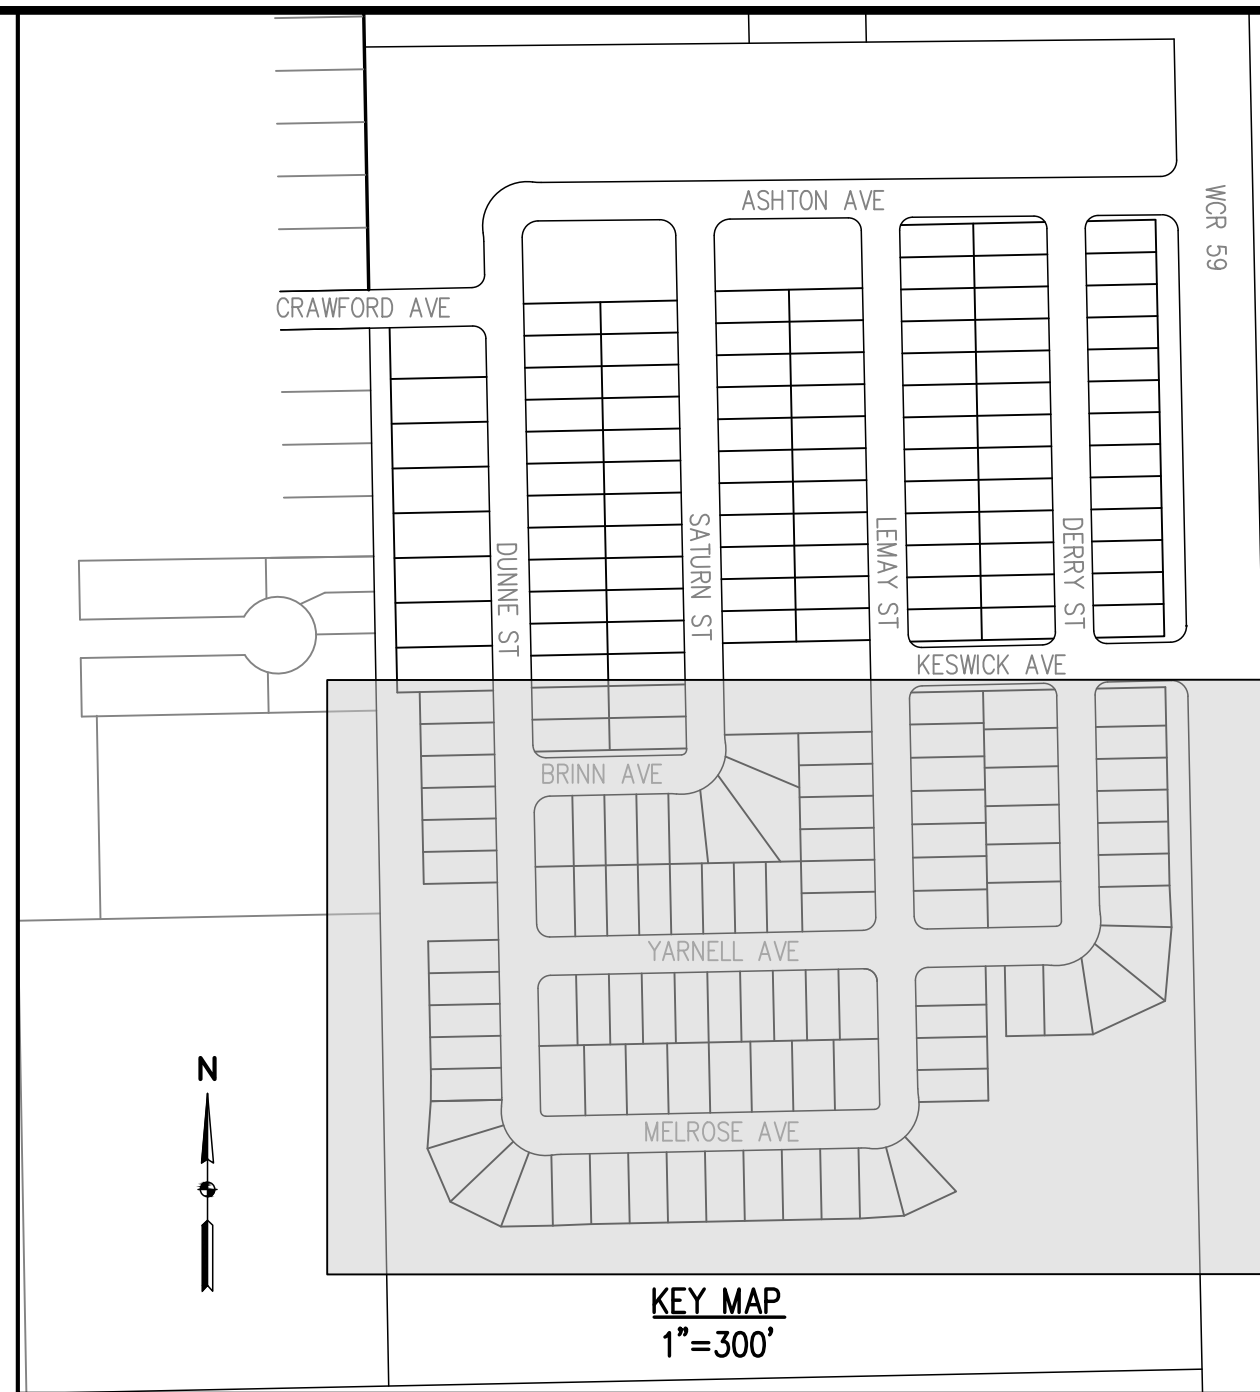 ASHTON AVE
WCR 59
CRAWFORD AVE
DUNNE ST
SATURN ST
LEMAY ST
DERRY ST
KESWICK AVE
BRINN AVE
YARNELL AVE
N
MELROSE AVE
KEY MAP
1"=300'